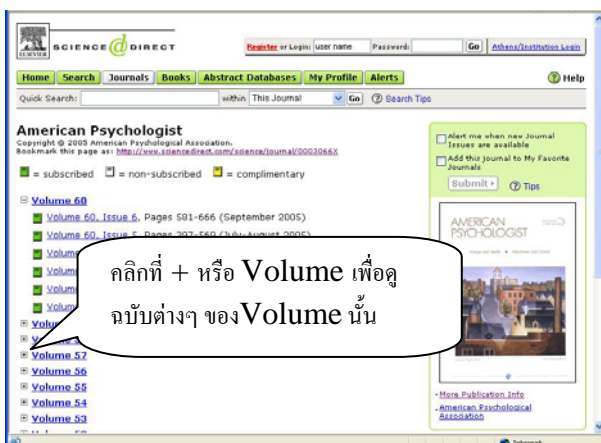 ELSEVIER
SCIENCE @ DIRECT
Register or Login: user name Password: Go Athens/Institution Login
Home Search Journals Books Abstract Databases My Profile Alerts Help
Quick Search: within This Journal Go Search Tips
American Psychologist
Copyright © 2005 American Psychological Association.
Bookmark this page as: http://www.sciencedirect.com/science/journal/0003066X
= subscribed = non-subscribed = complimentary
Volume 60
Volume 60, Issue 6, Pages 581-666 (September 2005)
Volume 60, Issue 5, Pages 397-569 (July-August 2005)
Volum
Volum
Volum
Volum
Volu
คลิกที่ + หรือ Volume เพื่อดู
ฉบับต่างๆ ของVolume นั้น
Volume 57
Volume 56
Volume 55
Volume 54
Volume 53
Alert me when new Journal
Issues are available
Add this journal to My Favorite
Journals
Submit Tips
AMERICAN
PSYCHOLOGIST
More Publication Info
American Psychological
Association
Internet